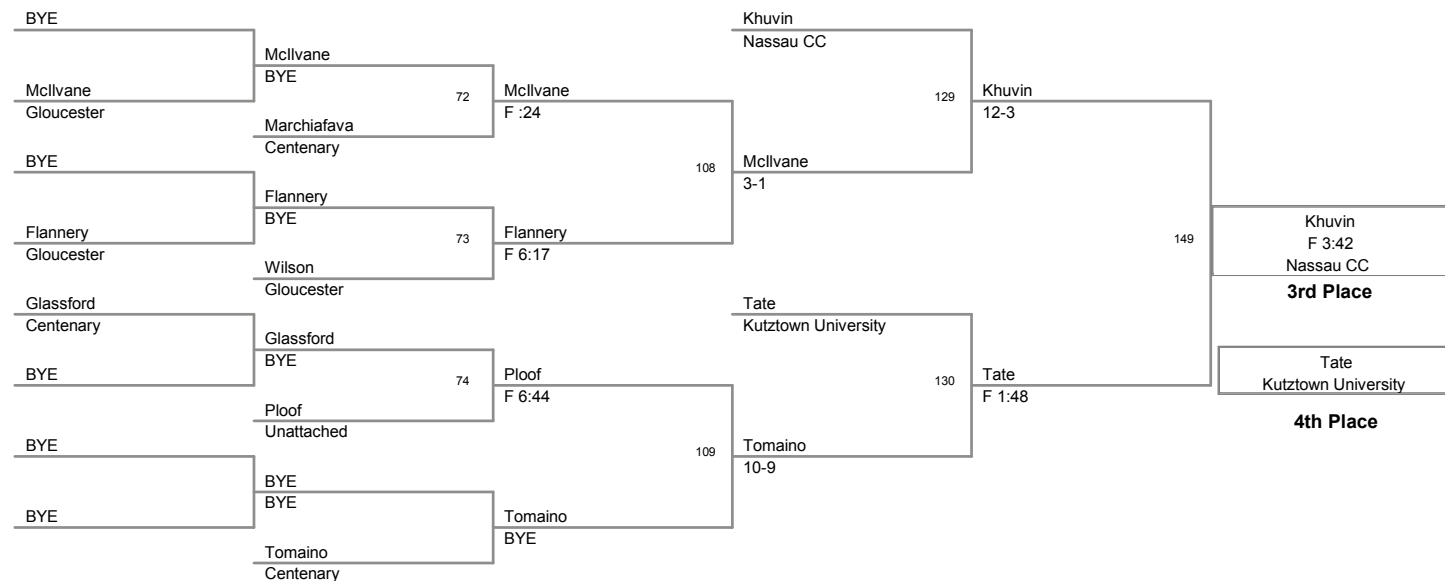 BYE
McIlvane
Gloucester
BYE
Flannery
Gloucester
Glassford
Centenary
BYE
BYE
BYE
McIlvane
BYE
72
Marchiafava
Centenary
Flannery
BYE
73
Wilson
Gloucester
Glassford
BYE
74
Ploof
Unattached
BYE
BYE
Tomaino
Centenary
McIlvane
F :24
108
Flannery
F 6:17
Ploof
F 6:44
109
Tomaino
BYE
Khuvin
Nassau CC
129
McIlvane
3-1
Tate
Kutztown University
130
Tomaino
10-9
Khuvin
12-3
149
Tate
F 1:48
Khuvin
F 3:42
Nassau CC
3rd Place
Tate
Kutztown University
4th Place